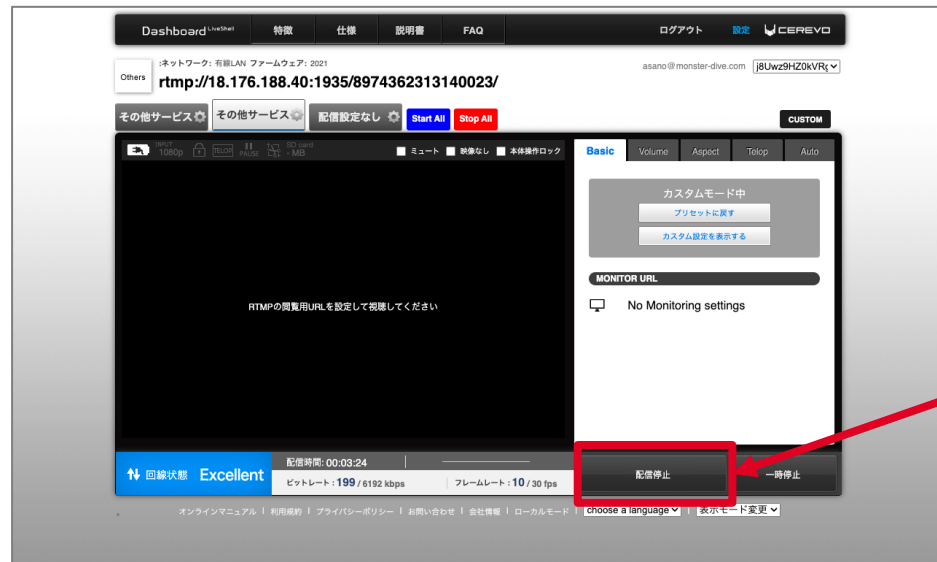 Dashboard LiveShell 特徴 仕様 説明書 FAQ ログアウト 設定 CEREVO
:ネットワーク: 有線LAN ファームウェア: 2021
Others rtmp://18.176.188.40:1935/8974362313140023/ asano@monster-dive.com j8Uwz9HZ0kVR
その他サービス その他サービス 配信設定なし Start All Stop All CUSTOM
INPUT 1080p TELOP PAUSE SD card - MB ミュート 映像なし 本体操作ロック Basic Volume Aspect Telop Auto
カスタムモード中
プリセットに戻す
カスタム設定を表示する
MONITOR URL
RTMPの閲覧用URLを設定して視聴してください No Monitoring settings
回線状態 Excellent 配信時間: 00:03:24
ビットレート : 199 / 6192 kbps フレームレート : 10 / 30 fps 配信停止 一時停止
オンラインマニュアル | 利用規約 | プライバシーポリシー | お問い合わせ | 会社情報 | ローカルモード | choose a language | 表示モード変更